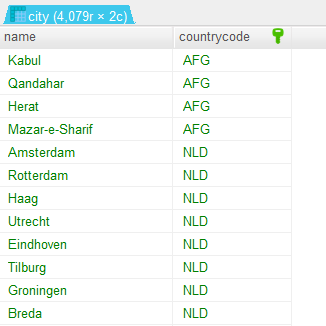 city (4,079r × 2c)
name countrycode
Kabul AFG
Qandahar AFG
Herat AFG
Mazar-e-Sharif AFG
Amsterdam NLD
Rotterdam NLD
Haag NLD
Utrecht NLD
Eindhoven NLD
Tilburg NLD
Groningen NLD
Breda NLD